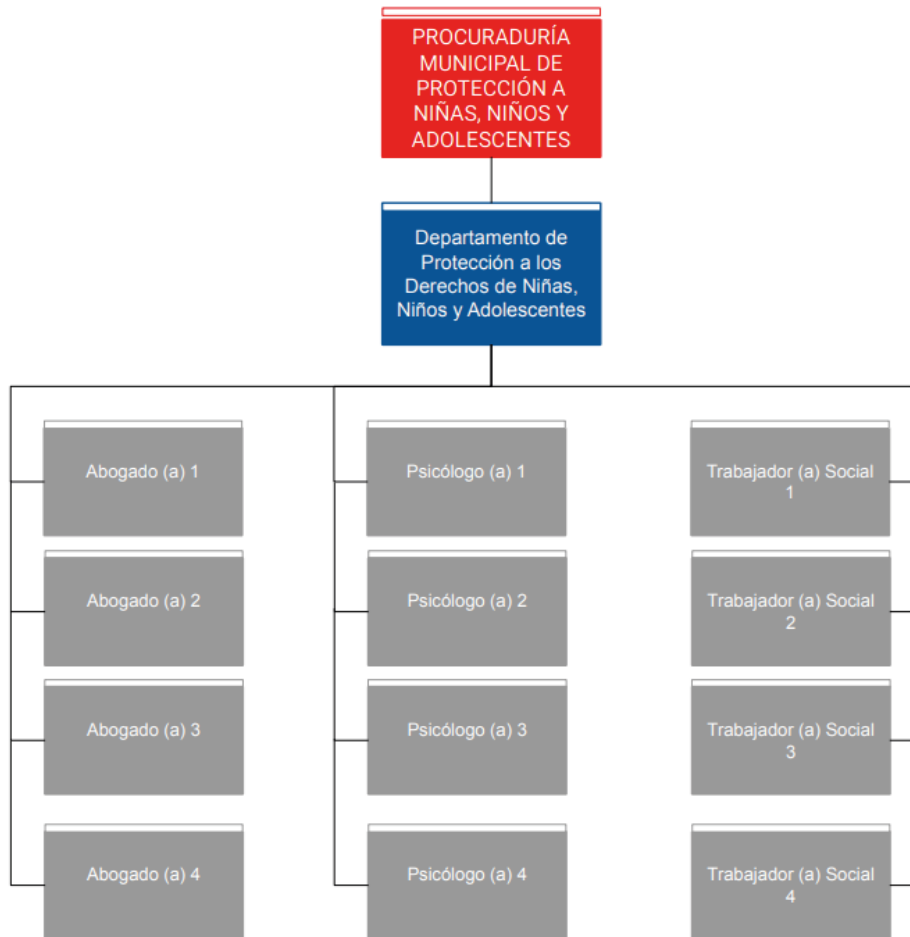 PROCURADURÍA
MUNICIPAL DE
PROTECCIÓN A
NIÑAS, NIÑOS Y
ADOLESCENTES
Departamento de
Protección a los
Derechos de Niñas,
Niños y Adolescentes
Abogado (a) 1
Psicólogo (a) 1
Trabajador (a) Social
1
Abogado (a) 2
Psicólogo (a) 2
Trabajador (a) Social
2
Abogado (a) 3
Psicólogo (a) 3
Trabajador (a) Social
3
Abogado (a) 4
Psicólogo (a) 4
Trabajador (a) Social
4